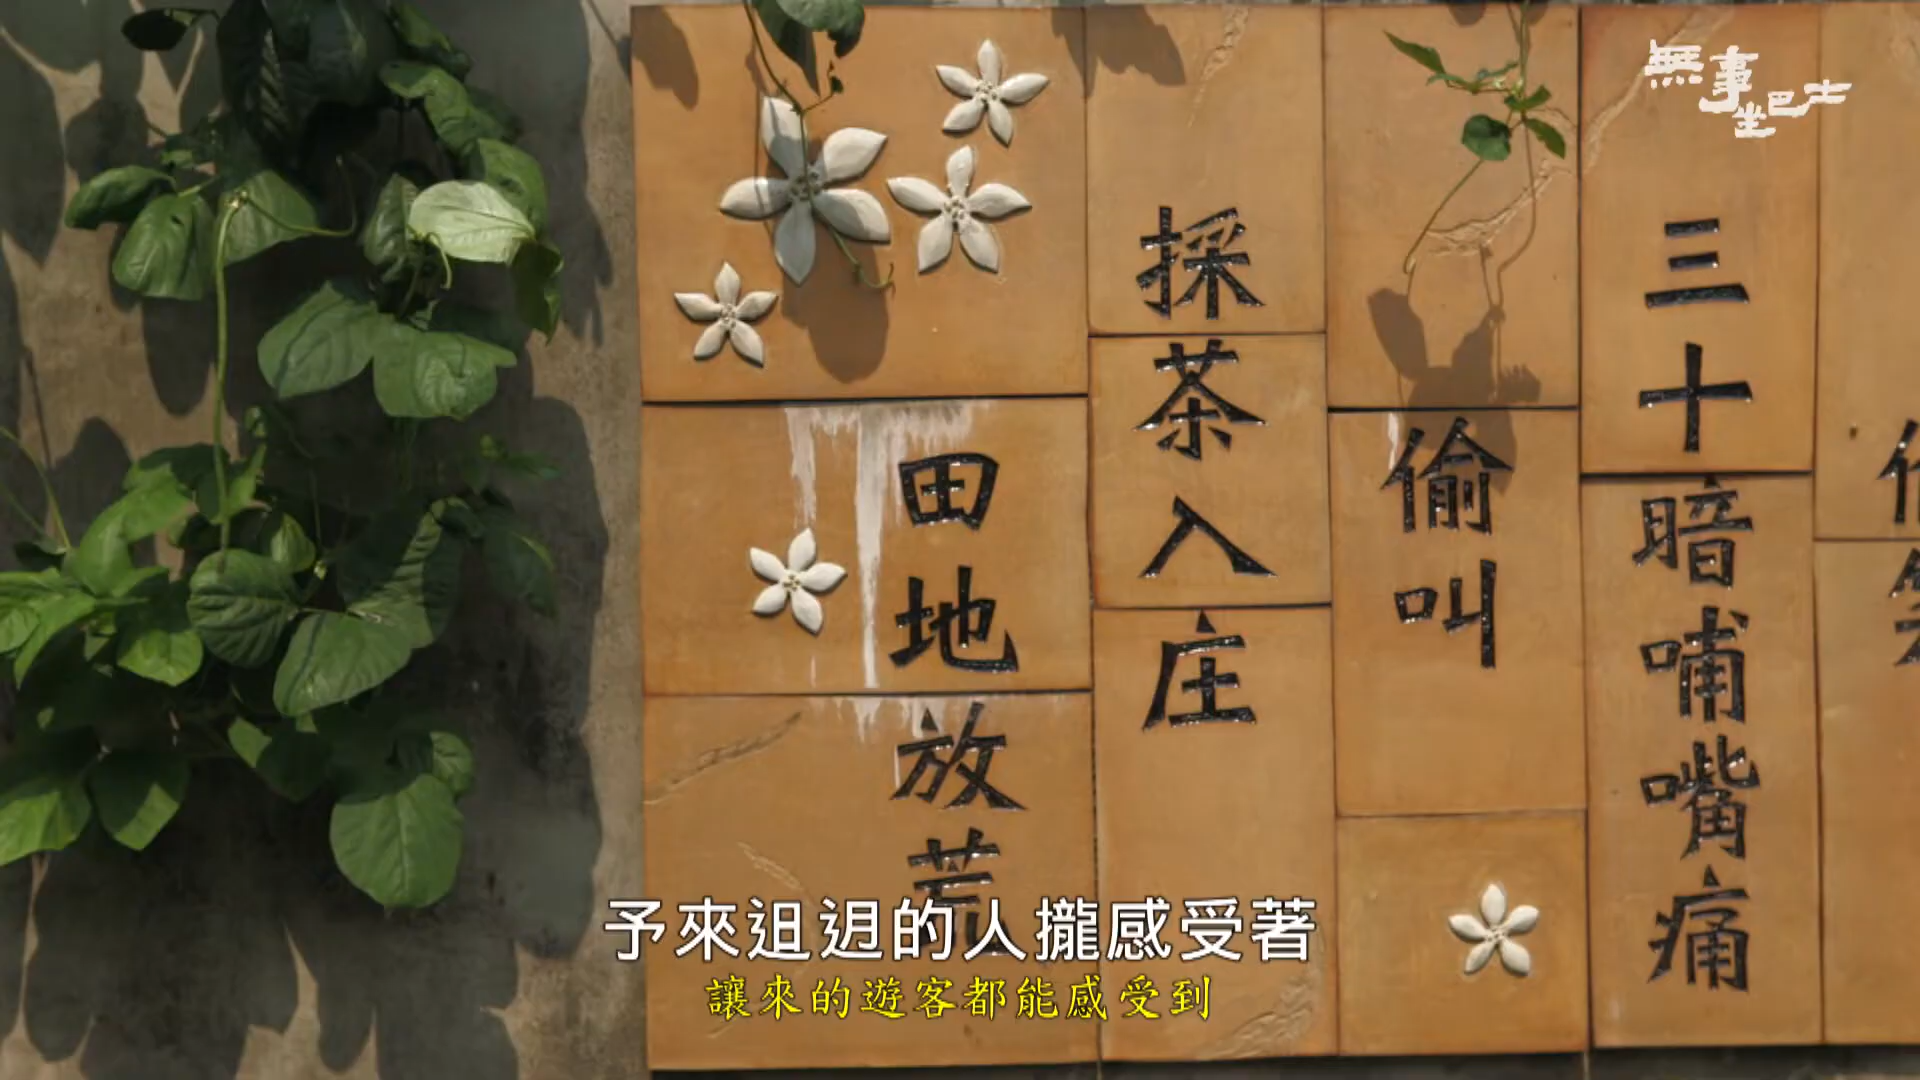 無事坐巴士
田地放荒
採茶入庄
偷叫
三十暗哺嘴痛
予來迌迌的人攏感受著
讓來的遊客都能感受到